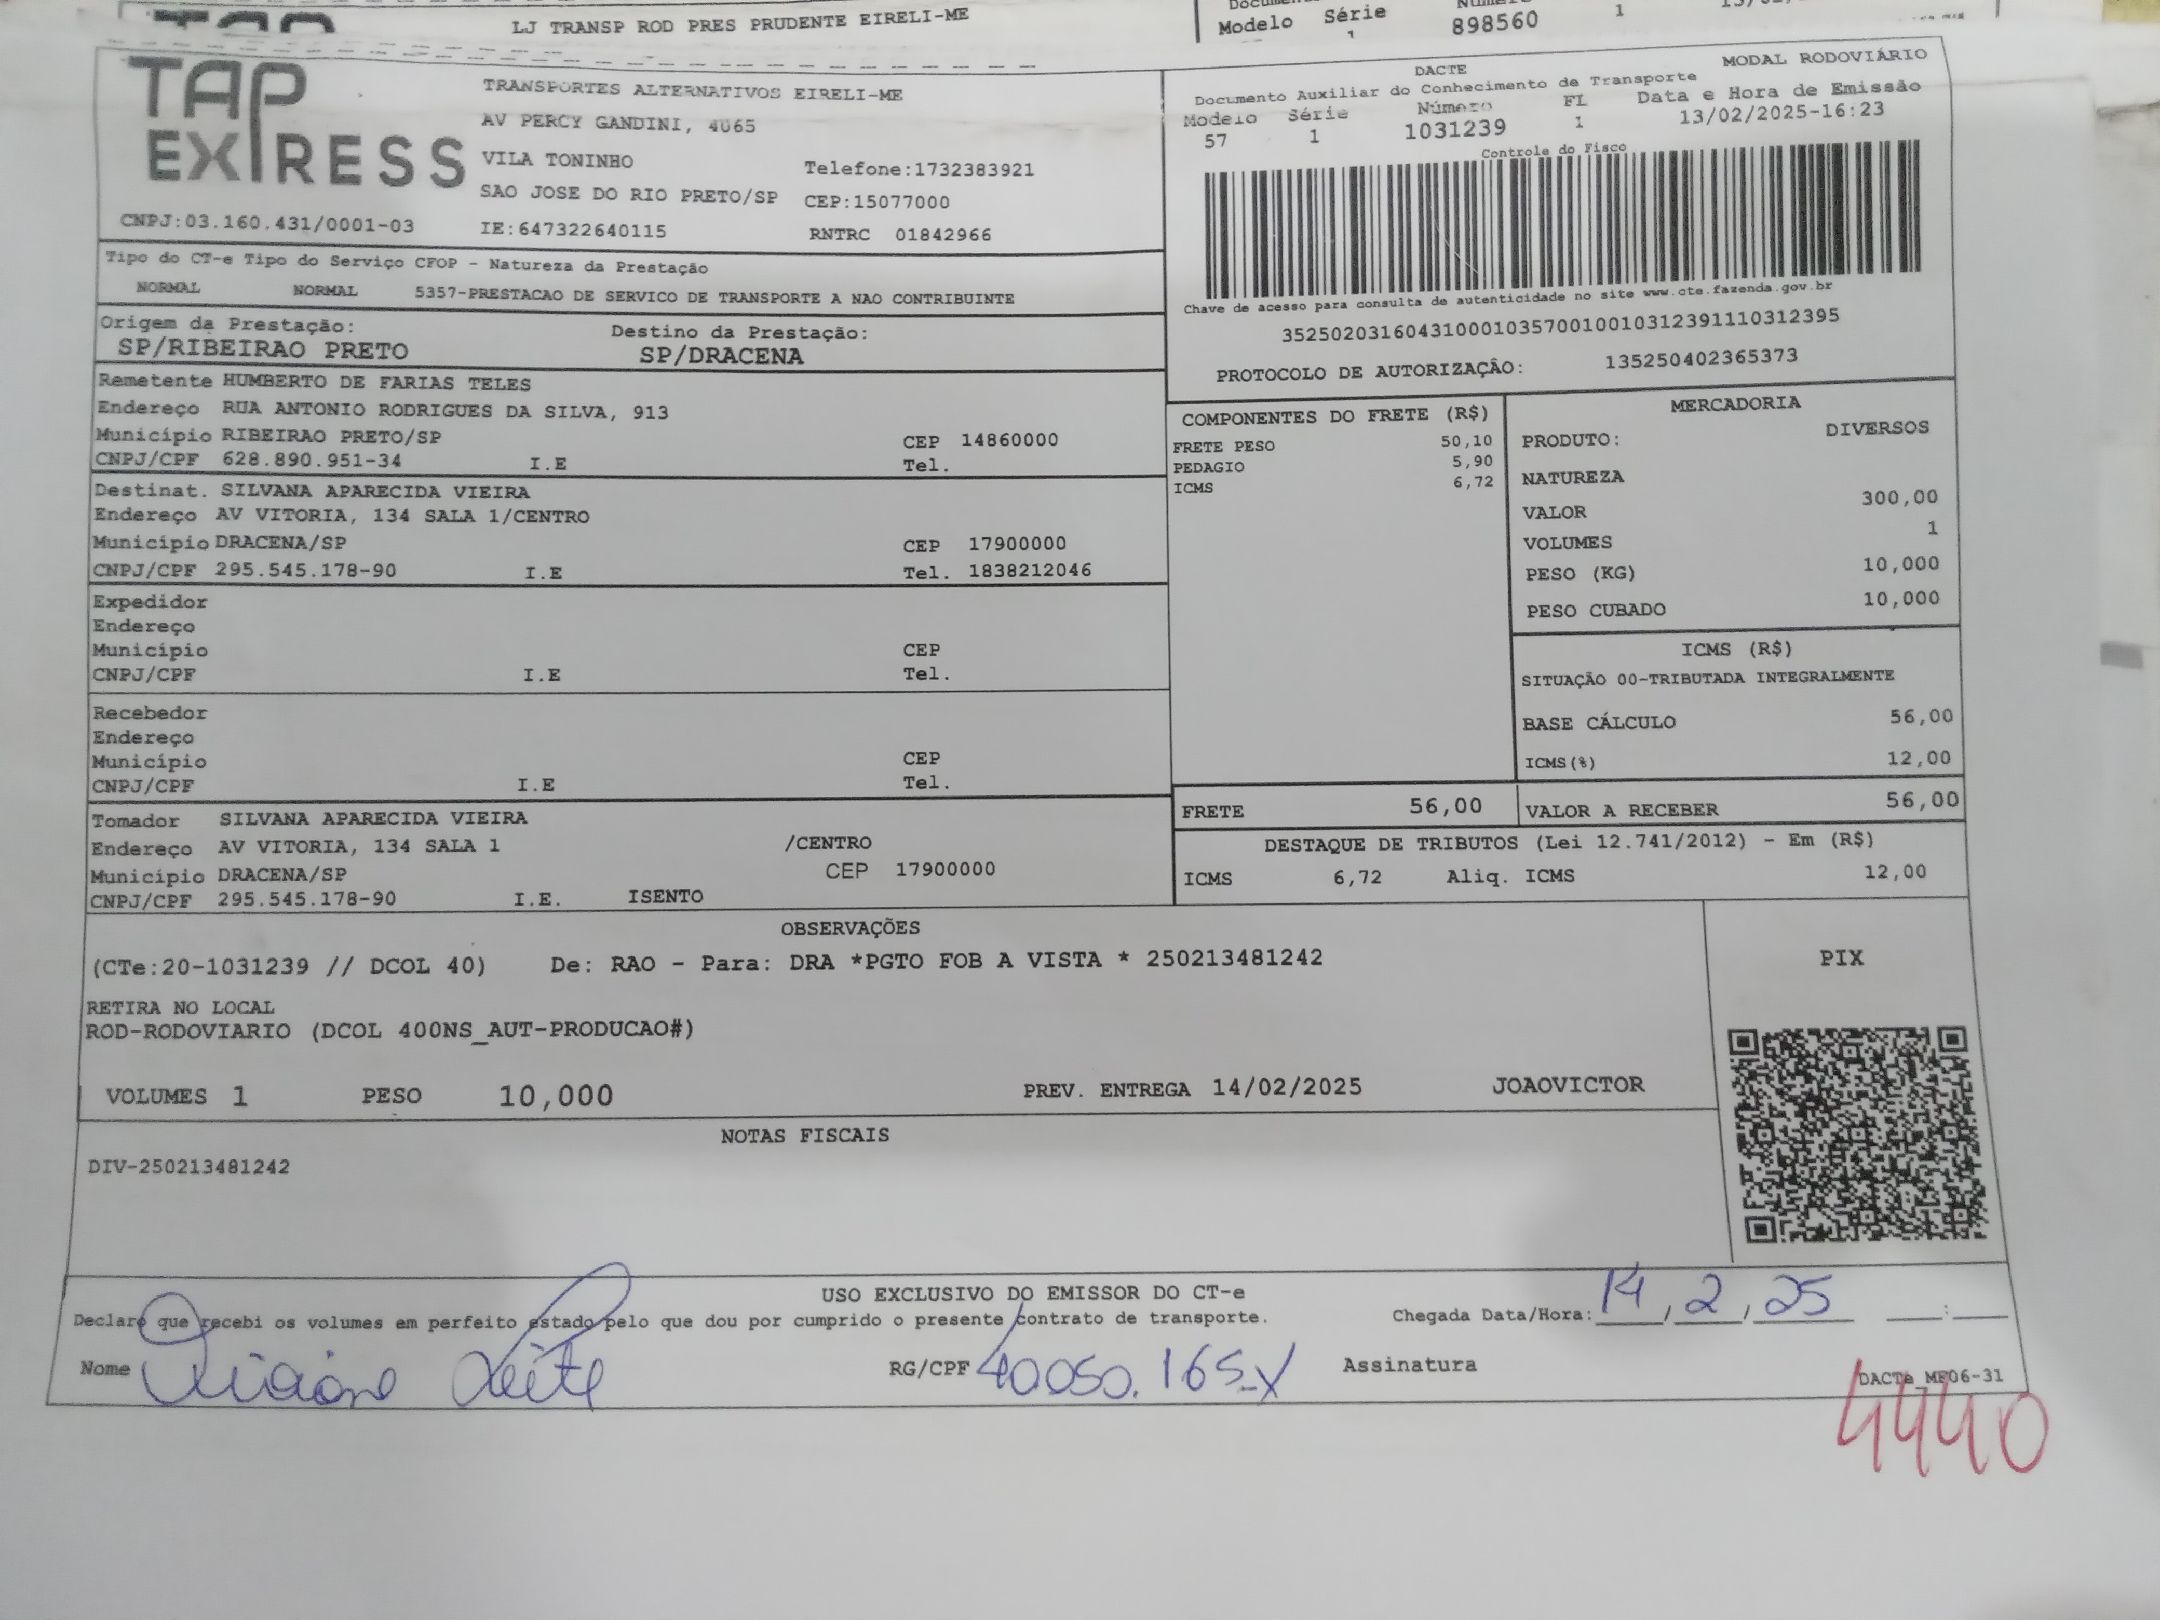 LJ TRANSP ROD PRES PRUDENTE EIRELI-ME
Modelo Série
898560 1
TAP EXPRESS
TRANSPORTES ALTERNATIVOS EIRELI-ME
AV PERCY GANDINI, 4065
VILA TONINHO Telefone:1732383921
SAO JOSE DO RIO PRETO/SP CEP:15077000
CNPJ:03.160.431/0001-03 IE:647322640115 RNTRC 01842966
DACTE MODAL RODOVIÁRIO
Documento Auxiliar do Conhecimento de Transporte
Modelo Série Número FL Data e Hora de Emissão
57 1 1031239 1 13/02/2025-16:23
Controle do Fisco
Chave de acesso para consulta de autenticidade no site www.cte.fazenda.gov.br
35250203160431000103570010010312391110312395
PROTOCOLO DE AUTORIZAÇÂO: 135250402365373
Tipo do CT-e Tipo do Serviço CFOP - Natureza da Prestação
NORMAL NORMAL 5357-PRESTACAO DE SERVICO DE TRANSPORTE A NAO CONTRIBUINTE
Origem da Prestação: Destino da Prestação:
SP/RIBEIRAO PRETO SP/DRACENA
Remetente HUMBERTO DE FARIAS TELES
Endereço RUA ANTONIO RODRIGUES DA SILVA, 913
Município RIBEIRAO PRETO/SP CEP 14860000
CNPJ/CPF 628.890.951-34 I.E Tel.
Destinat. SILVANA APARECIDA VIEIRA
Endereço AV VITORIA, 134 SALA 1/CENTRO
Município DRACENA/SP CEP 17900000
CNPJ/CPF 295.545.178-90 I.E Tel. 1838212046
Expedidor
Endereço
Município CEP
CNPJ/CPF I.E Tel.
Recebedor
Endereço
Município CEP
CNPJ/CPF I.E Tel.
Tomador SILVANA APARECIDA VIEIRA
Endereço AV VITORIA, 134 SALA 1 /CENTRO
Município DRACENA/SP CEP 17900000
CNPJ/CPF 295.545.178-90 I.E. ISENTO
COMPONENTES DO FRETE (R$)
FRETE PESO 50,10
PEDAGIO 5,90
ICMS 6,72
MERCADORIA
PRODUTO: DIVERSOS
NATUREZA
VALOR 300,00
VOLUMES 1
PESO (KG) 10,000
PESO CUBADO 10,000
ICMS (R$)
SITUAÇÃO 00-TRIBUTADA INTEGRALMENTE
BASE CÁLCULO 56,00
ICMS(%) 12,00
FRETE 56,00 VALOR A RECEBER 56,00
DESTAQUE DE TRIBUTOS (Lei 12.741/2012) - Em (R$)
ICMS 6,72 Aliq. ICMS 12,00
OBSERVAÇÕES
(CTe:20-1031239 // DCOL 40) De: RAO - Para: DRA *PGTO FOB A VISTA * 250213481242
RETIRA NO LOCAL
ROD-RODOVIARIO (DCOL 400NS_AUT-PRODUCAO#)
VOLUMES 1 PESO 10,000 PREV. ENTREGA 14/02/2025 JOAOVICTOR
PIX
NOTAS FISCAIS
DIV-250213481242
USO EXCLUSIVO DO EMISSOR DO CT-e
Declaro que recebi os volumes em perfeito estado pelo que dou por cumprido o presente contrato de transporte. Chegada Data/Hora: 14/2/25 :
Nome Leite RG/CPF 40050.165-X Assinatura
DACTe_MF06-31
4440